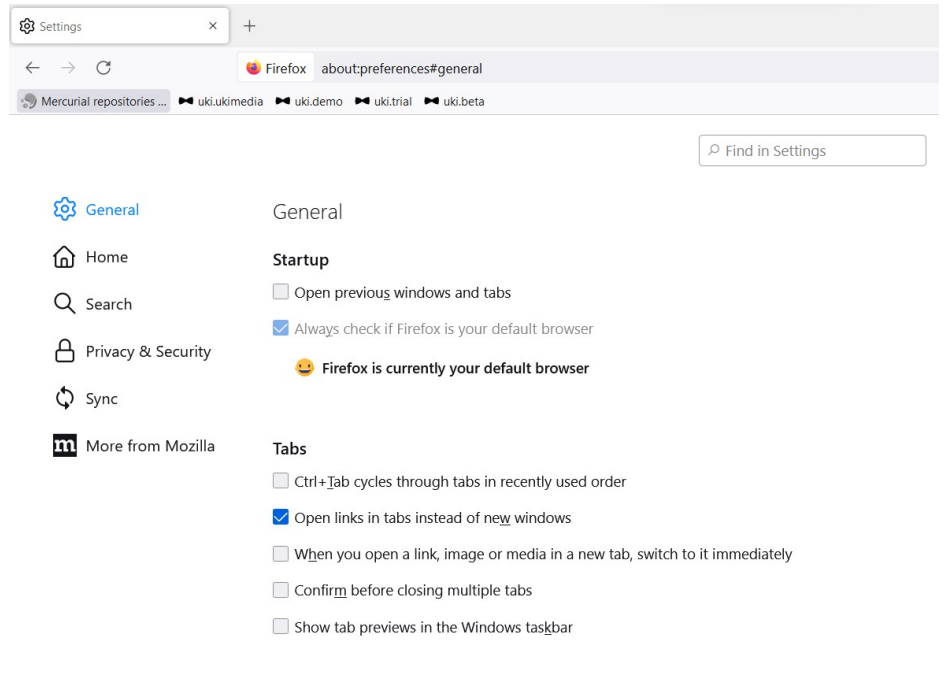 Settings
Firefox about:preferences#general
Mercurial repositories ... uki.ukimedia uki.demo uki.trial uki.beta
Find in Settings
General
Home
Search
Privacy & Security
Sync
m More from Mozilla
General
Startup
Open previous windows and tabs
Always check if Firefox is your default browser
Firefox is currently your default browser
Tabs
Ctrl+Tab cycles through tabs in recently used order
Open links in tabs instead of new windows
When you open a link, image or media in a new tab, switch to it immediately
Confirm before closing multiple tabs
Show tab previews in the Windows taskbar